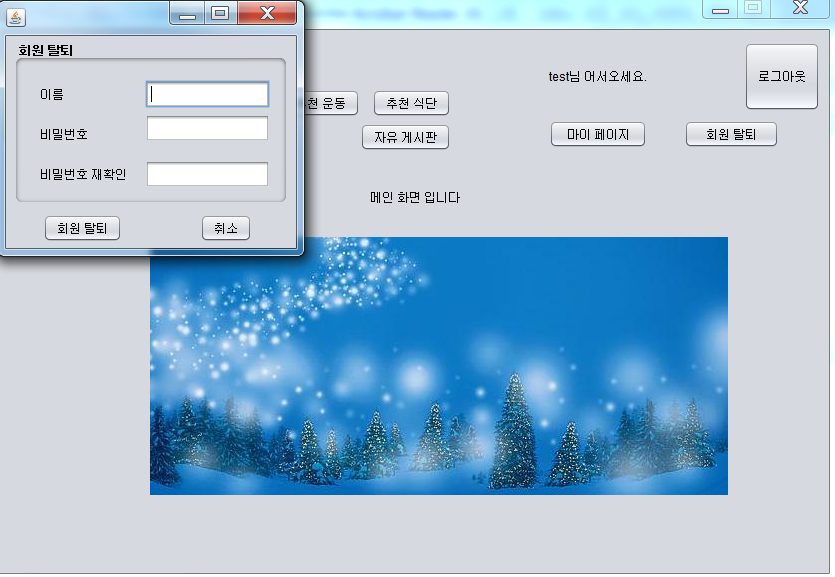 회원 탈퇴
이름
비밀번호
비밀번호 재확인
회원 탈퇴
취소
test님 어서오세요.
로그아웃
천 운동
추천 식단
자유 게시판
마이 페이지
회원 탈퇴
메인 화면 입니다